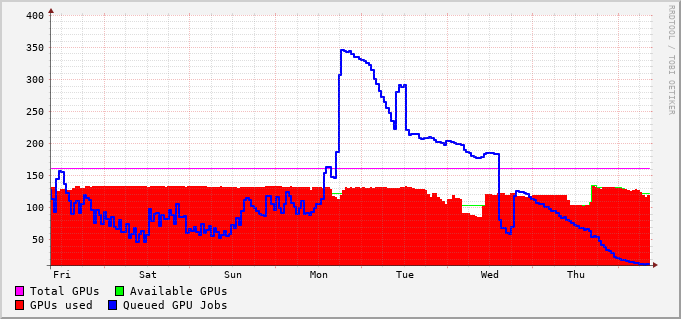 400
350
300
250
200
150
100
50
Fri Sat Sun Mon Tue Wed Thu
Total GPUs Available GPUs
GPUs used Queued GPU Jobs
RRDTOOL / TOBI OETIKER